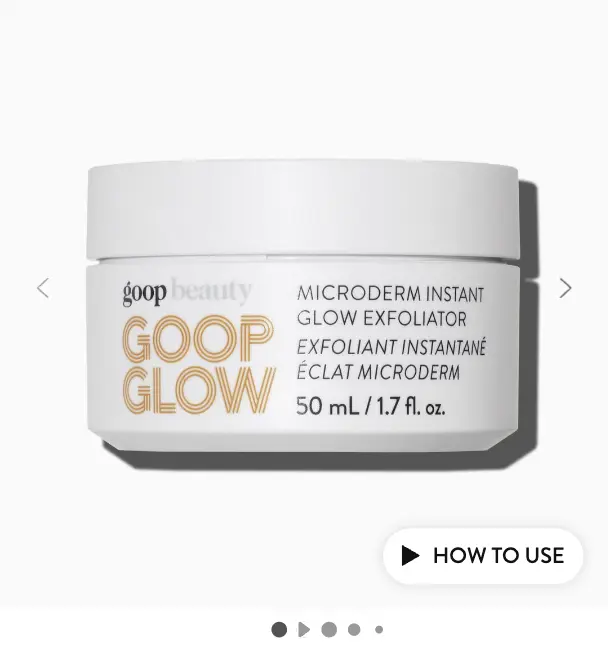 goop beauty
GOOP
GLOW
MICRODERM INSTANT
GLOW EXFOLIATOR
EXFOLIANT INSTANTANÉ
ÉCLAT MICRODERM
50 mL / 1.7 fl. oz.
HOW TO USE